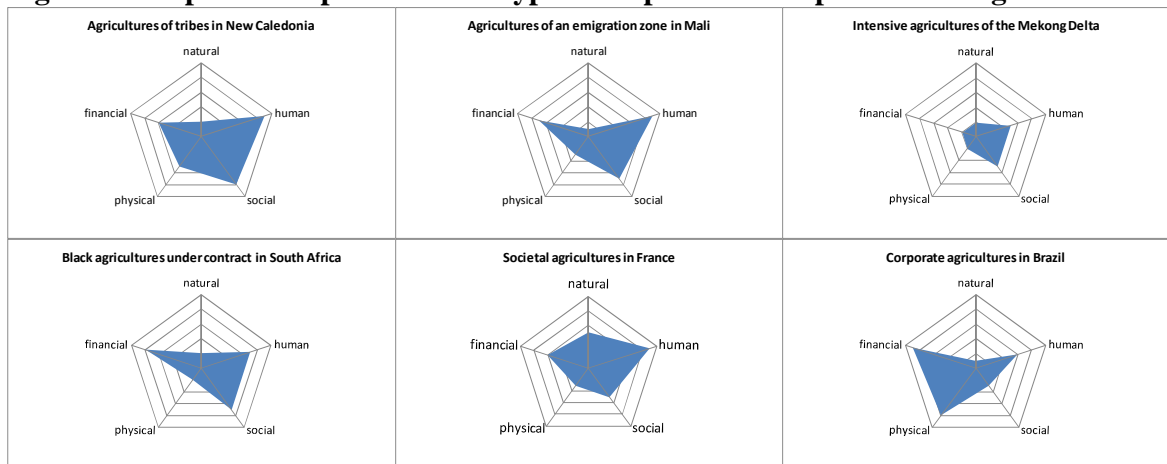 Agricultures of tribes in New Caledonia
natural
financial
human
physical
social
Agricultures of an emigration zone in Mali
natural
financial
human
physical
social
Intensive agricultures of the Mekong Delta
natural
financial
human
physical
social
Black agricultures under contract in South Africa
natural
financial
human
physical
social
Societal agricultures in France
natural
financial
human
physical
social
Corporate agricultures in Brazil
natural
financial
human
physical
social